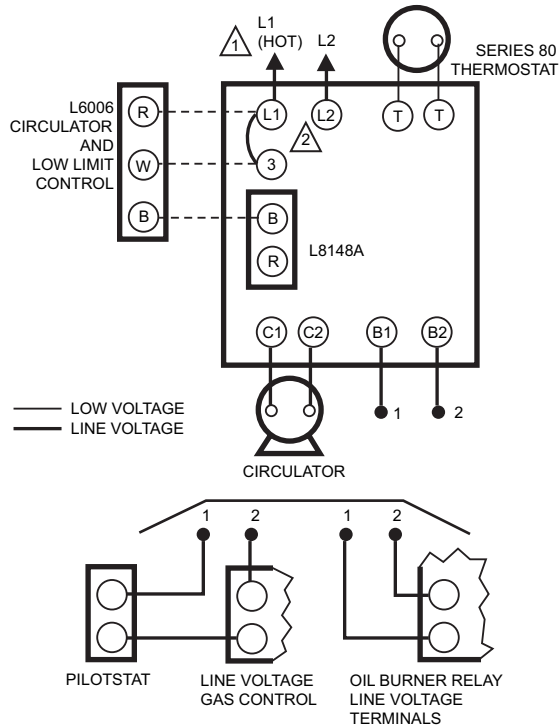 1
L1
(HOT)
L2
SERIES 80
THERMOSTAT
L6006
CIRCULATOR
AND
LOW LIMIT
CONTROL
R
L1
L2
T
T
2
W
3
B
B
R
L8148A
C1
C2
B1
B2
1
2
LOW VOLTAGE
LINE VOLTAGE
CIRCULATOR
1
2
1
2
PILOTSTAT
LINE VOLTAGE
GAS CONTROL
OIL BURNER RELAY
LINE VOLTAGE
TERMINALS